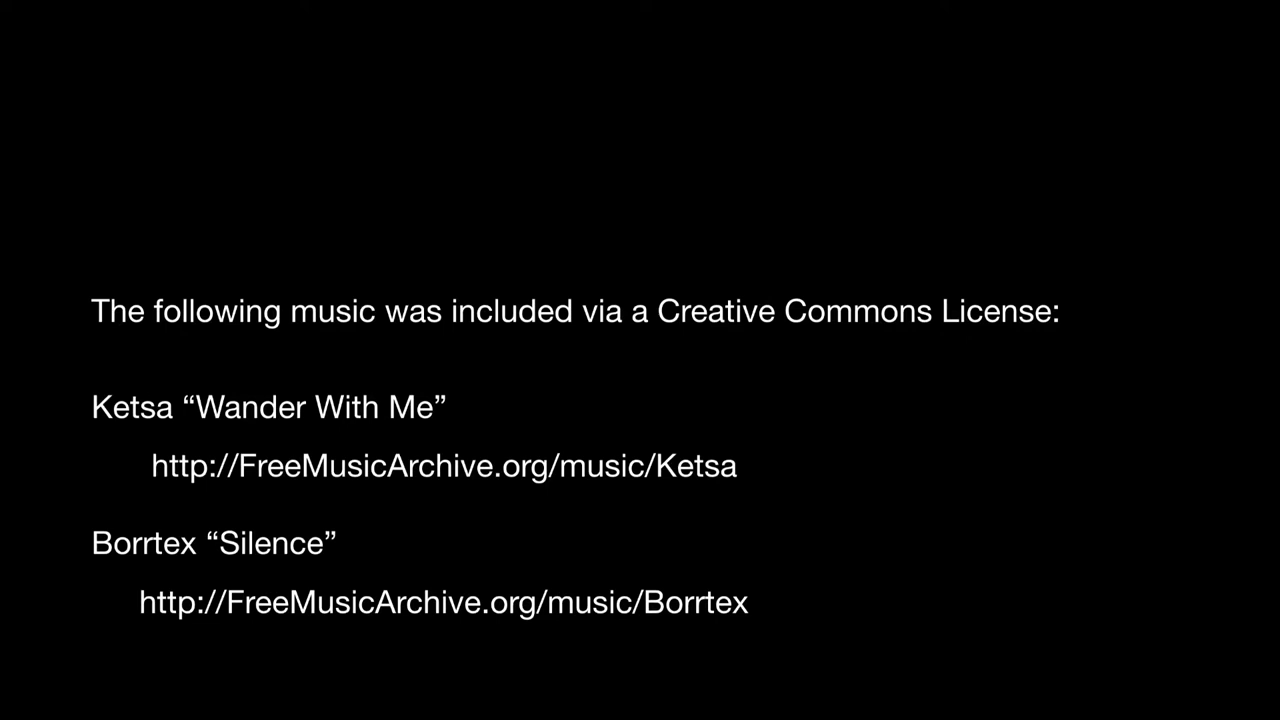 The following music was included via a Creative Commons License:
Ketsa “Wander With Me”
http://FreeMusicArchive.org/music/Ketsa
Borrtex “Silence”
http://FreeMusicArchive.org/music/Borrtex